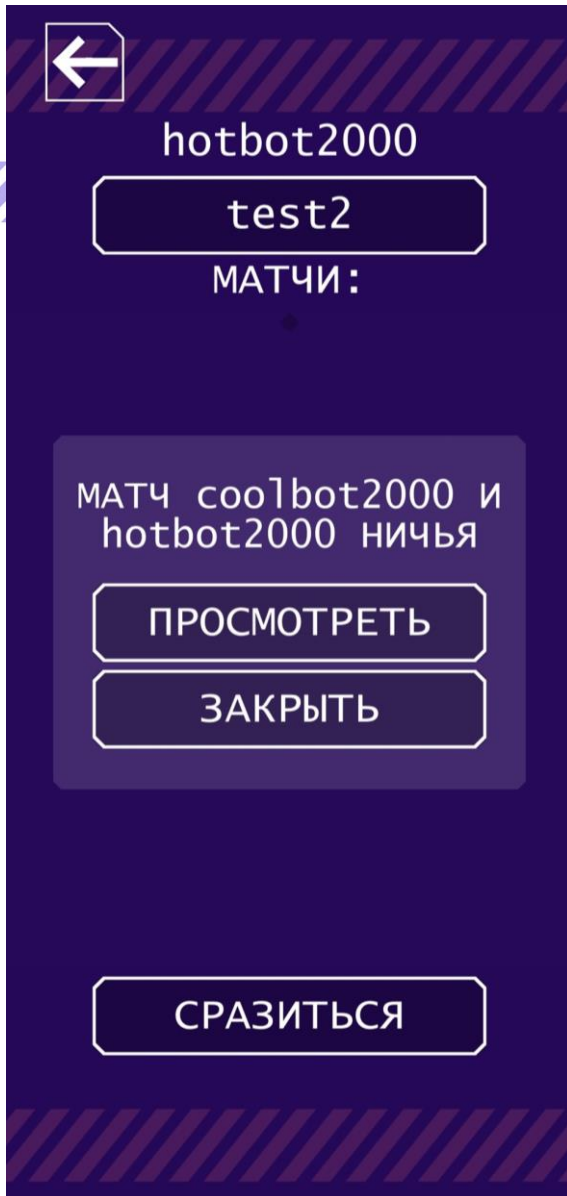 hotbot2000
test2
МАТЧИ:
МАТЧ coolbot2000 И
hotbot2000 НИЧЬЯ
ПРОСМОТРЕТЬ
ЗАКРЫТЬ
СРАЗИТЬСЯ